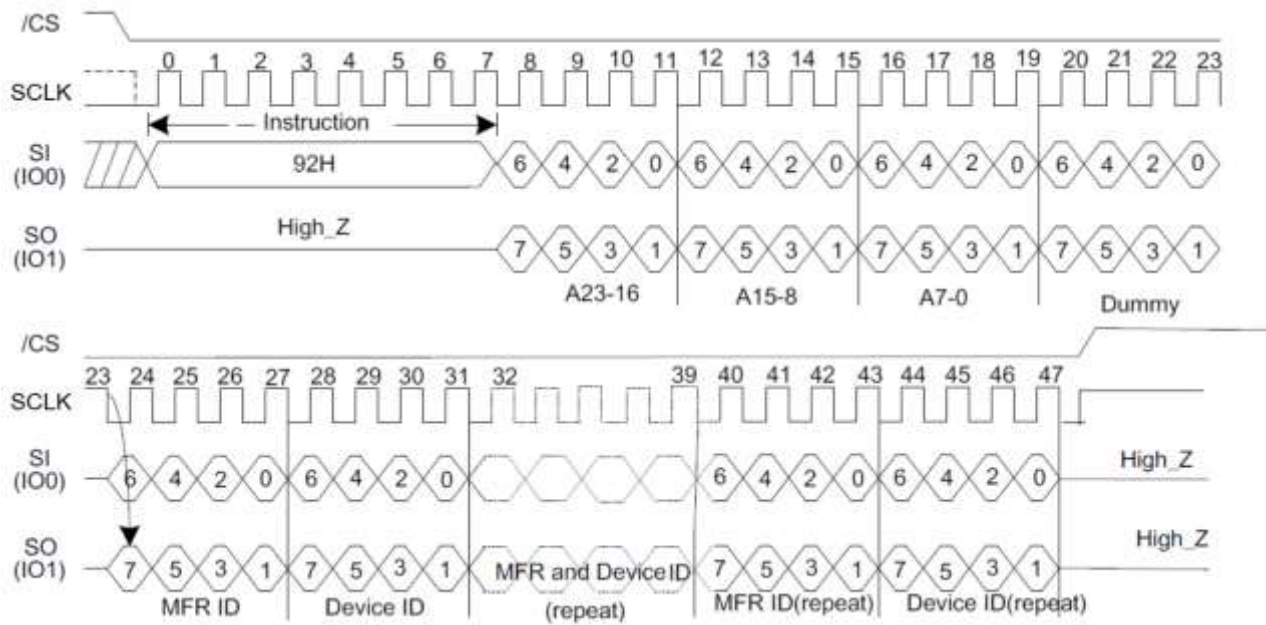 /CS
0 1 2 3 4 5 6 7 8 9 10 11 12 13 14 15 16 17 18 19 20 21 22 23
SCLK
Instruction
SI
(IO0)
92H
6 4 2 0 6 4 2 0 6 4 2 0 6 4 2 0
High_Z
SO
(IO1)
7 5 3 1 7 5 3 1 7 5 3 1 7 5 3 1
A23-16 A15-8 A7-0 Dummy
/CS
23 24 25 26 27 28 29 30 31 32 39 40 41 42 43 44 45 46 47
SCLK
SI
(IO0)
6 4 2 0 6 4 2 0 6 4 2 0 6 4 2 0
High_Z
SO
(IO1)
7 5 3 1 7 5 3 1 MFR and Device ID 7 5 3 1 7 5 3 1
High_Z
MFR ID Device ID (repeat) MFR ID(repeat) Device ID(repeat)